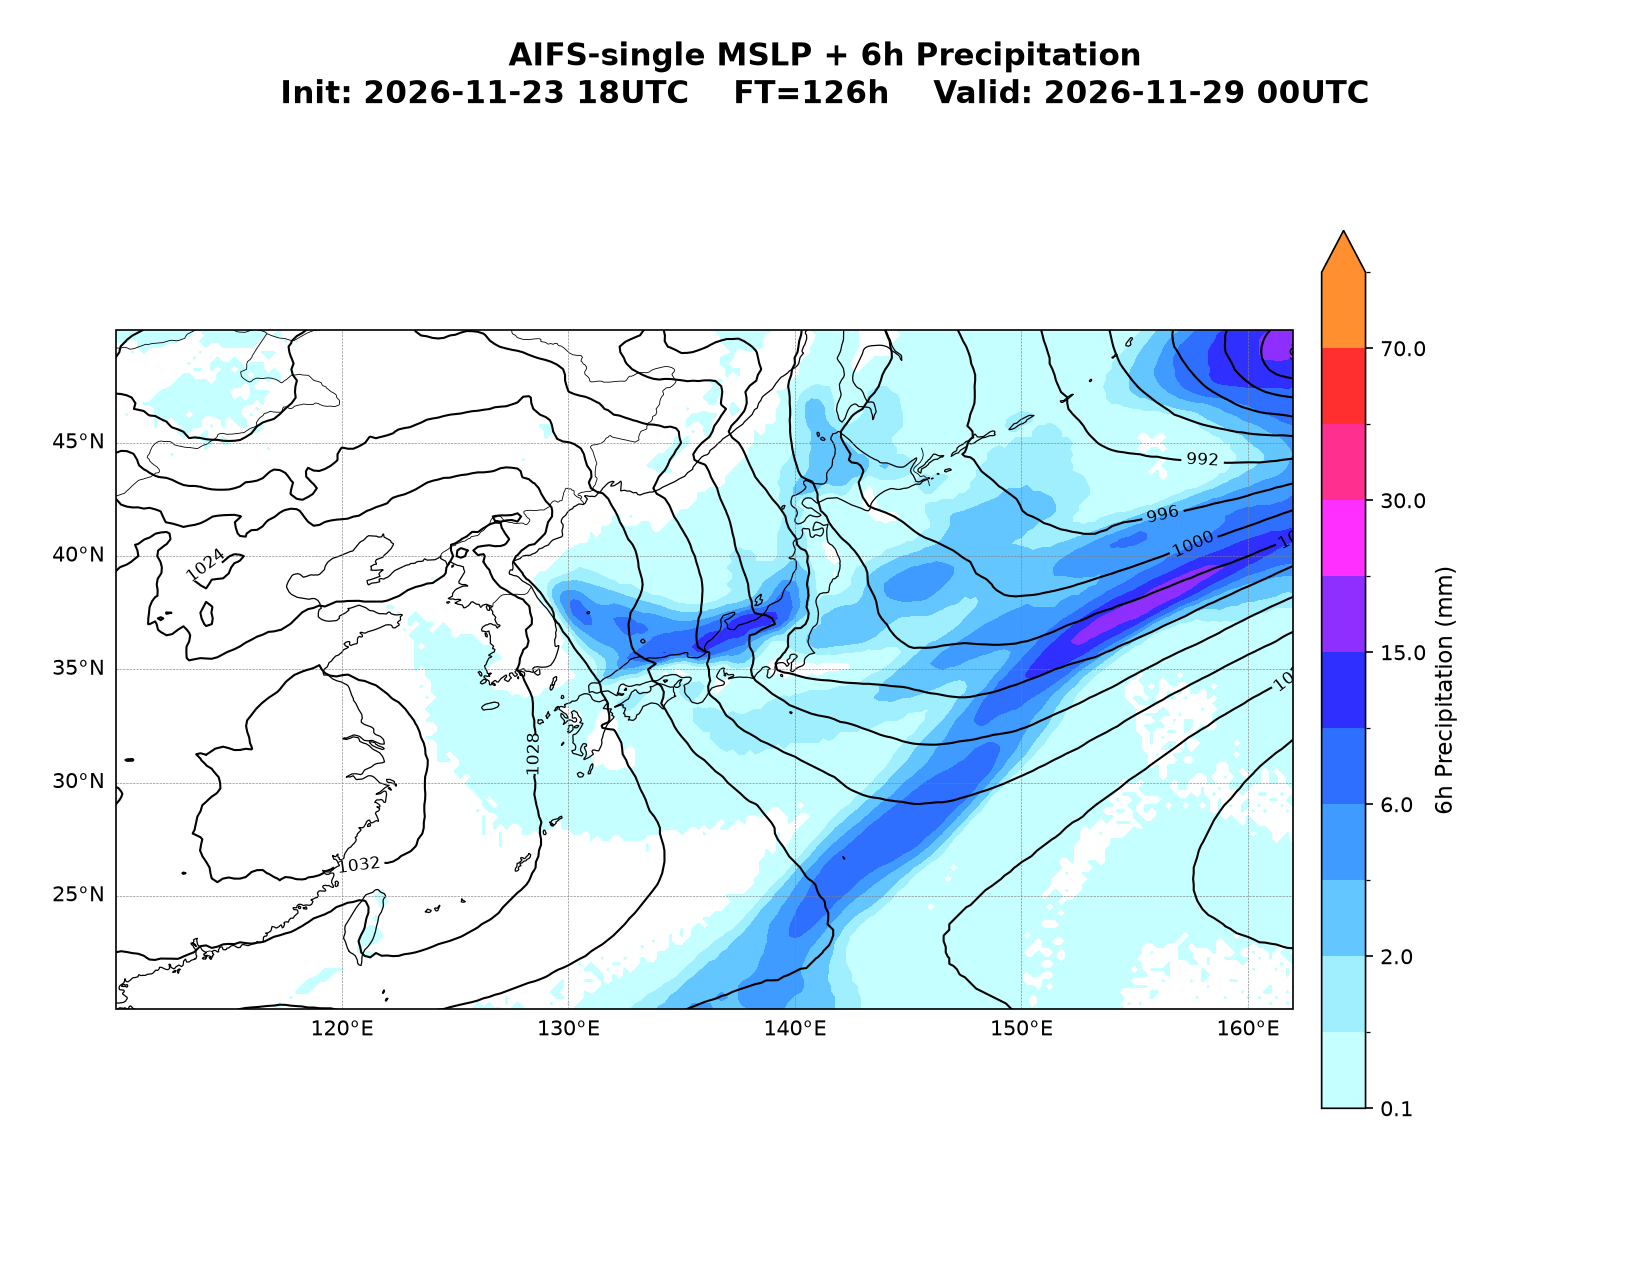 AIFS-single MSLP + 6h Precipitation
Init: 2026-11-23 18UTC    FT=126h    Valid: 2026-11-29 00UTC
45°N
40°N
35°N
30°N
25°N
120°E
130°E
140°E
150°E
160°E
1024
1028
1032
992
996
1000
70.0
30.0
15.0
6.0
2.0
0.1
6h Precipitation (mm)